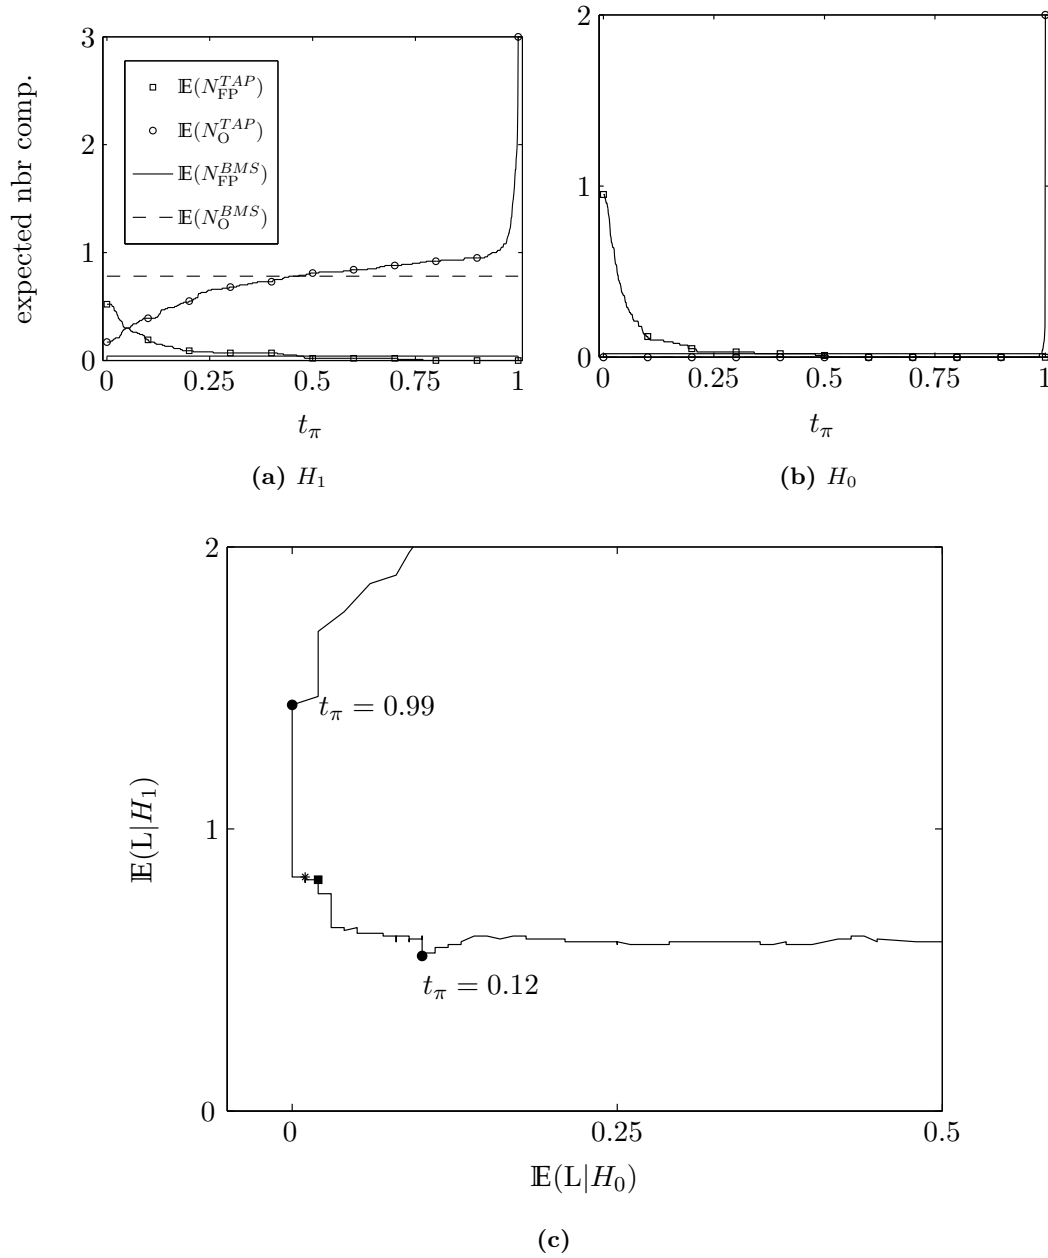 expected nbr comp.
3
2
1
0
0 0.25 0.5 0.75 1
t_π
𝔼(N_FP^TAP)
𝔼(N_O^TAP)
𝔼(N_FP^BMS)
𝔼(N_O^BMS)
(a) H_1
2
1
0
0 0.25 0.5 0.75 1
t_π
(b) H_0
𝔼(L|H_1)
2
1
0
t_π = 0.99
t_π = 0.12
0 0.25 0.5
𝔼(L|H_0)
(c)